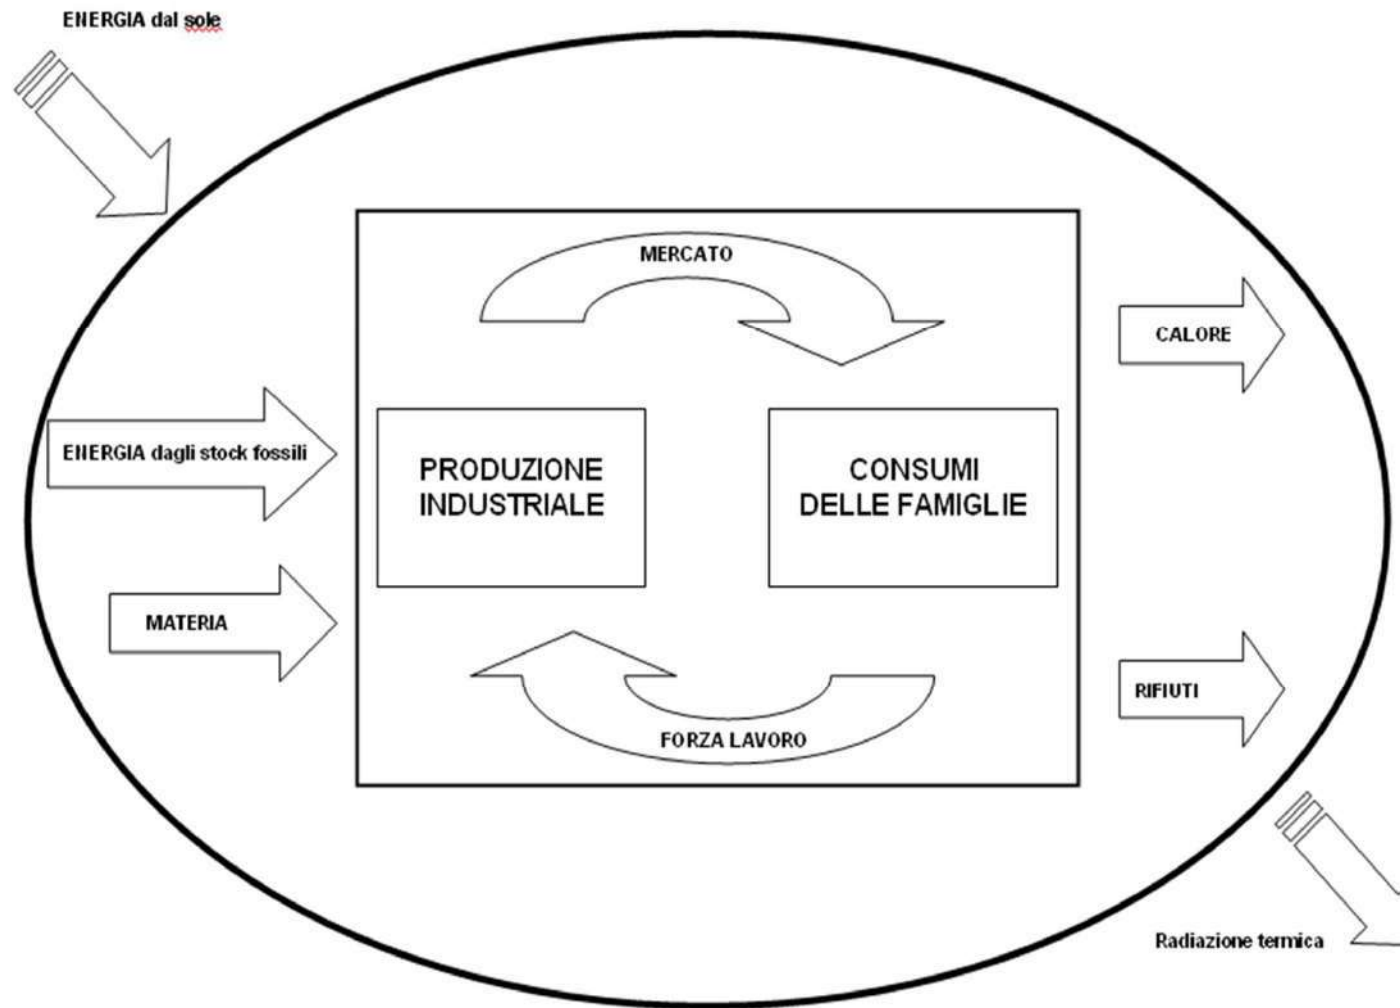 ENERGIA dal sole
MERCATO
CALORE
ENERGIA dagli stock fossili
PRODUZIONE
INDUSTRIALE
CONSUMI
DELLE FAMIGLIE
MATERIA
RIFIUTI
FORZA LAVORO
Radiazione termica